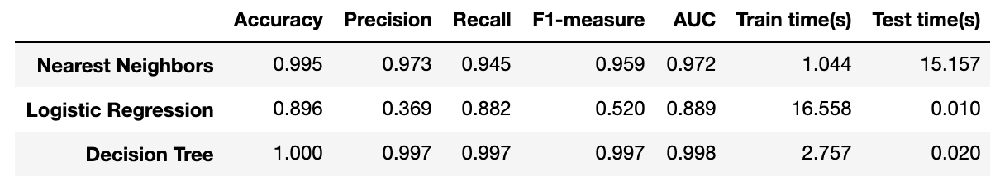 Accuracy Precision Recall F1-measure AUC Train time(s) Test time(s)
Nearest Neighbors 0.995 0.973 0.945 0.959 0.972 1.044 15.157
Logistic Regression 0.896 0.369 0.882 0.520 0.889 16.558 0.010
Decision Tree 1.000 0.997 0.997 0.997 0.998 2.757 0.020